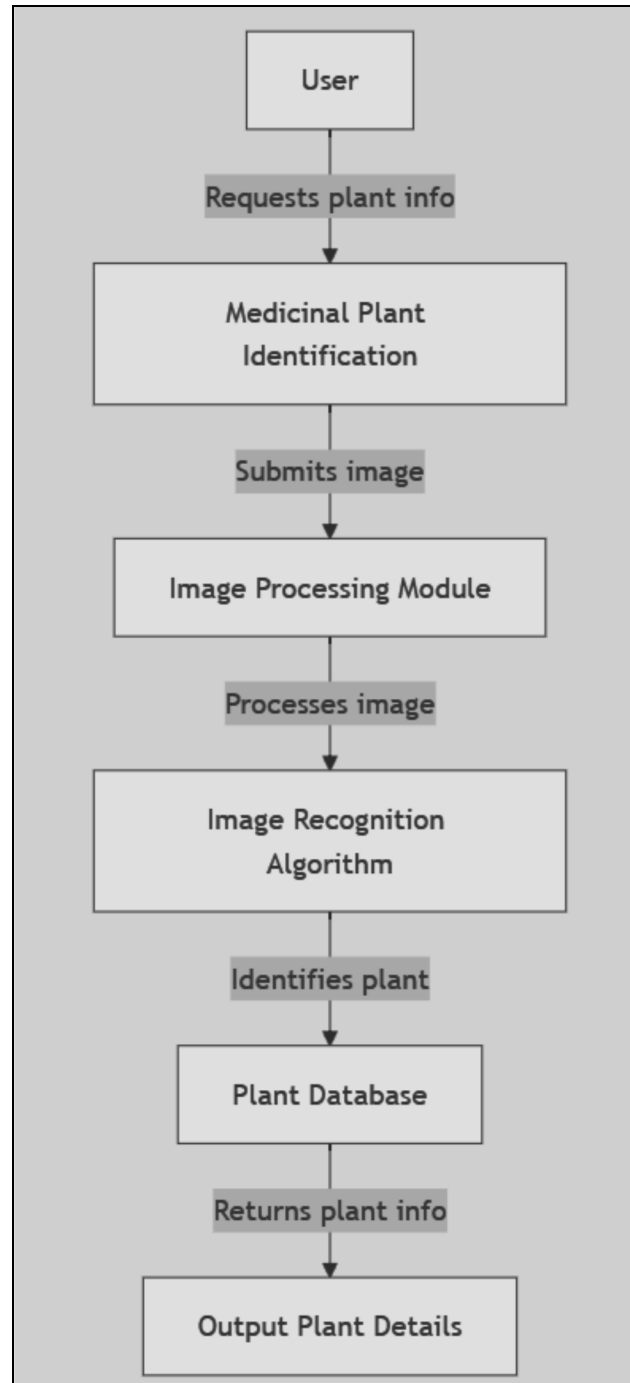 User
Requests plant info
Medicinal Plant
Identification
Submits image
Image Processing Module
Processes image
Image Recognition
Algorithm
Identifies plant
Plant Database
Returns plant info
Output Plant Details